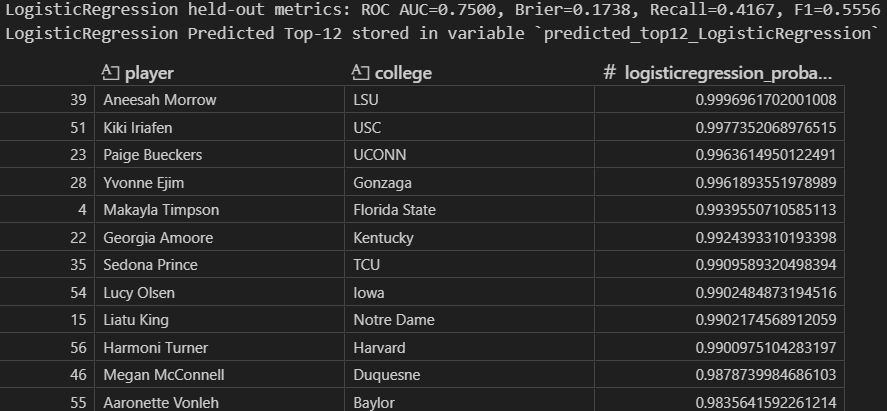 LogisticRegression held-out metrics: ROC AUC=0.7500, Brier=0.1738, Recall=0.4167, F1=0.5556
LogisticRegression Predicted Top-12 stored in variable `predicted_top12_LogisticRegression`
player college # logisticregression_proba...
39 Aneesah Morrow LSU 0.9996961702001008
51 Kiki Iriafen USC 0.9977352068976515
23 Paige Bueckers UCONN 0.9963614950122491
28 Yvonne Ejim Gonzaga 0.9961893551978989
4 Makayla Timpson Florida State 0.9939550710585113
22 Georgia Amoore Kentucky 0.9924393310193398
35 Sedona Prince TCU 0.9909589320498394
54 Lucy Olsen Iowa 0.9902484873194516
15 Liatu King Notre Dame 0.9902174568912059
56 Harmoni Turner Harvard 0.9900975104283197
46 Megan McConnell Duquesne 0.9878739984686103
55 Aaronette Vonleh Baylor 0.9835641592261214